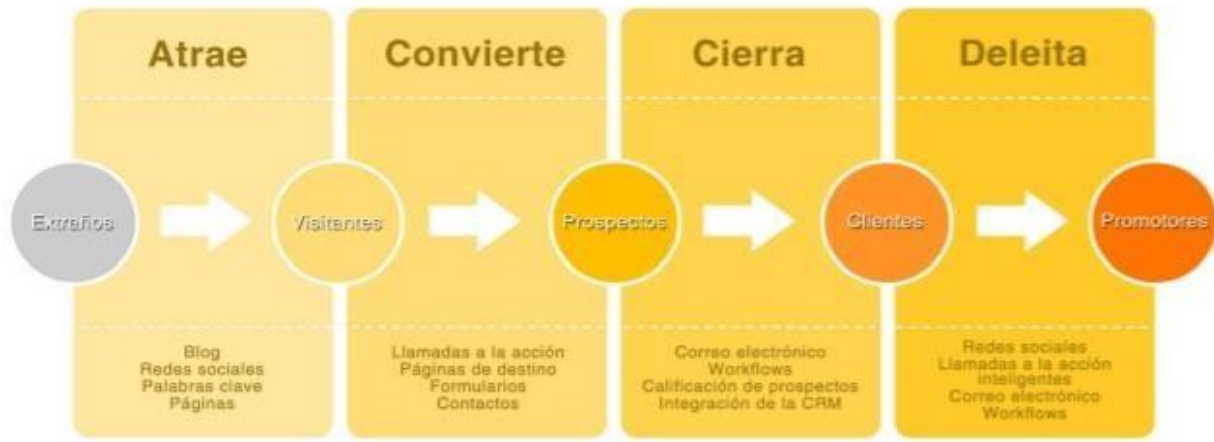 Atrae
Convierte
Cierra
Deleita
Extraños
Visitantes
Prospectos
Clientes
Promotores
Blog
Redes sociales
Palabras clave
Páginas
Llamadas a la acción
Páginas de destino
Formularios
Contactos
Correo electrónico
Workflows
Calificación de prospectos
Integración de la CRM
Redes sociales
Llamadas a la acción
inteligentes
Correo electrónico
Workflows